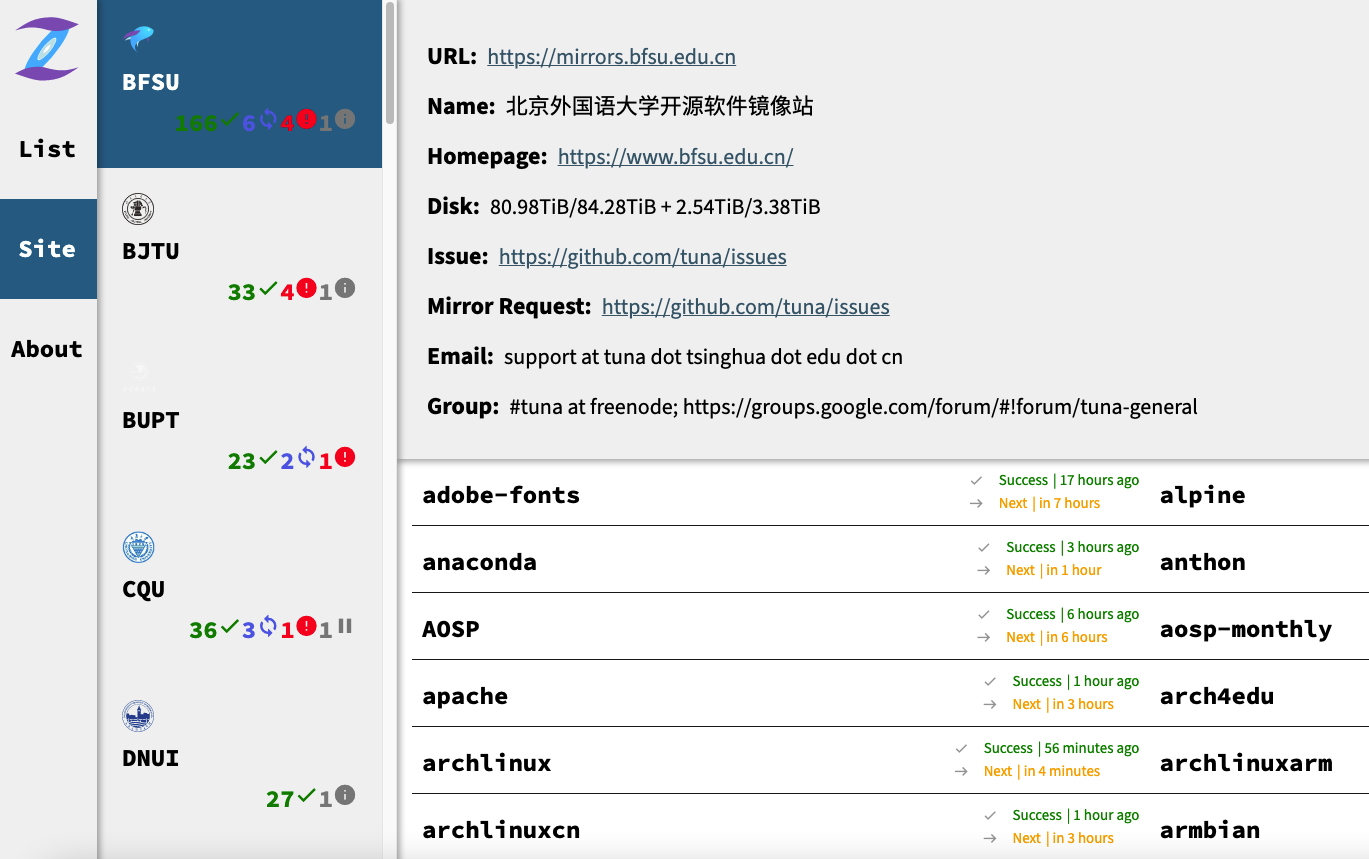 List
Site
About
BFSU
166 6 4 1
BJTU
33 4 1
BUPT
23 2 1
CQU
36 3 1 1
DNUI
27 1
URL: https://mirrors.bfsu.edu.cn
Name: 北京外国语大学开源软件镜像站
Homepage: https://www.bfsu.edu.cn/
Disk: 80.98TiB/84.28TiB + 2.54TiB/3.38TiB
Issue: https://github.com/tuna/issues
Mirror Request: https://github.com/tuna/issues
Email: support at tuna dot tsinghua dot edu dot cn
Group: #tuna at freenode; https://groups.google.com/forum/#!forum/tuna-general
adobe-fonts
Success | 17 hours ago
Next | in 7 hours
alpine
anaconda
Success | 3 hours ago
Next | in 1 hour
anthon
AOSP
Success | 6 hours ago
Next | in 6 hours
aosp-monthly
apache
Success | 1 hour ago
Next | in 3 hours
arch4edu
archlinux
Success | 56 minutes ago
Next | in 4 minutes
archlinuxarm
archlinuxcn
Success | 1 hour ago
Next | in 3 hours
armbian